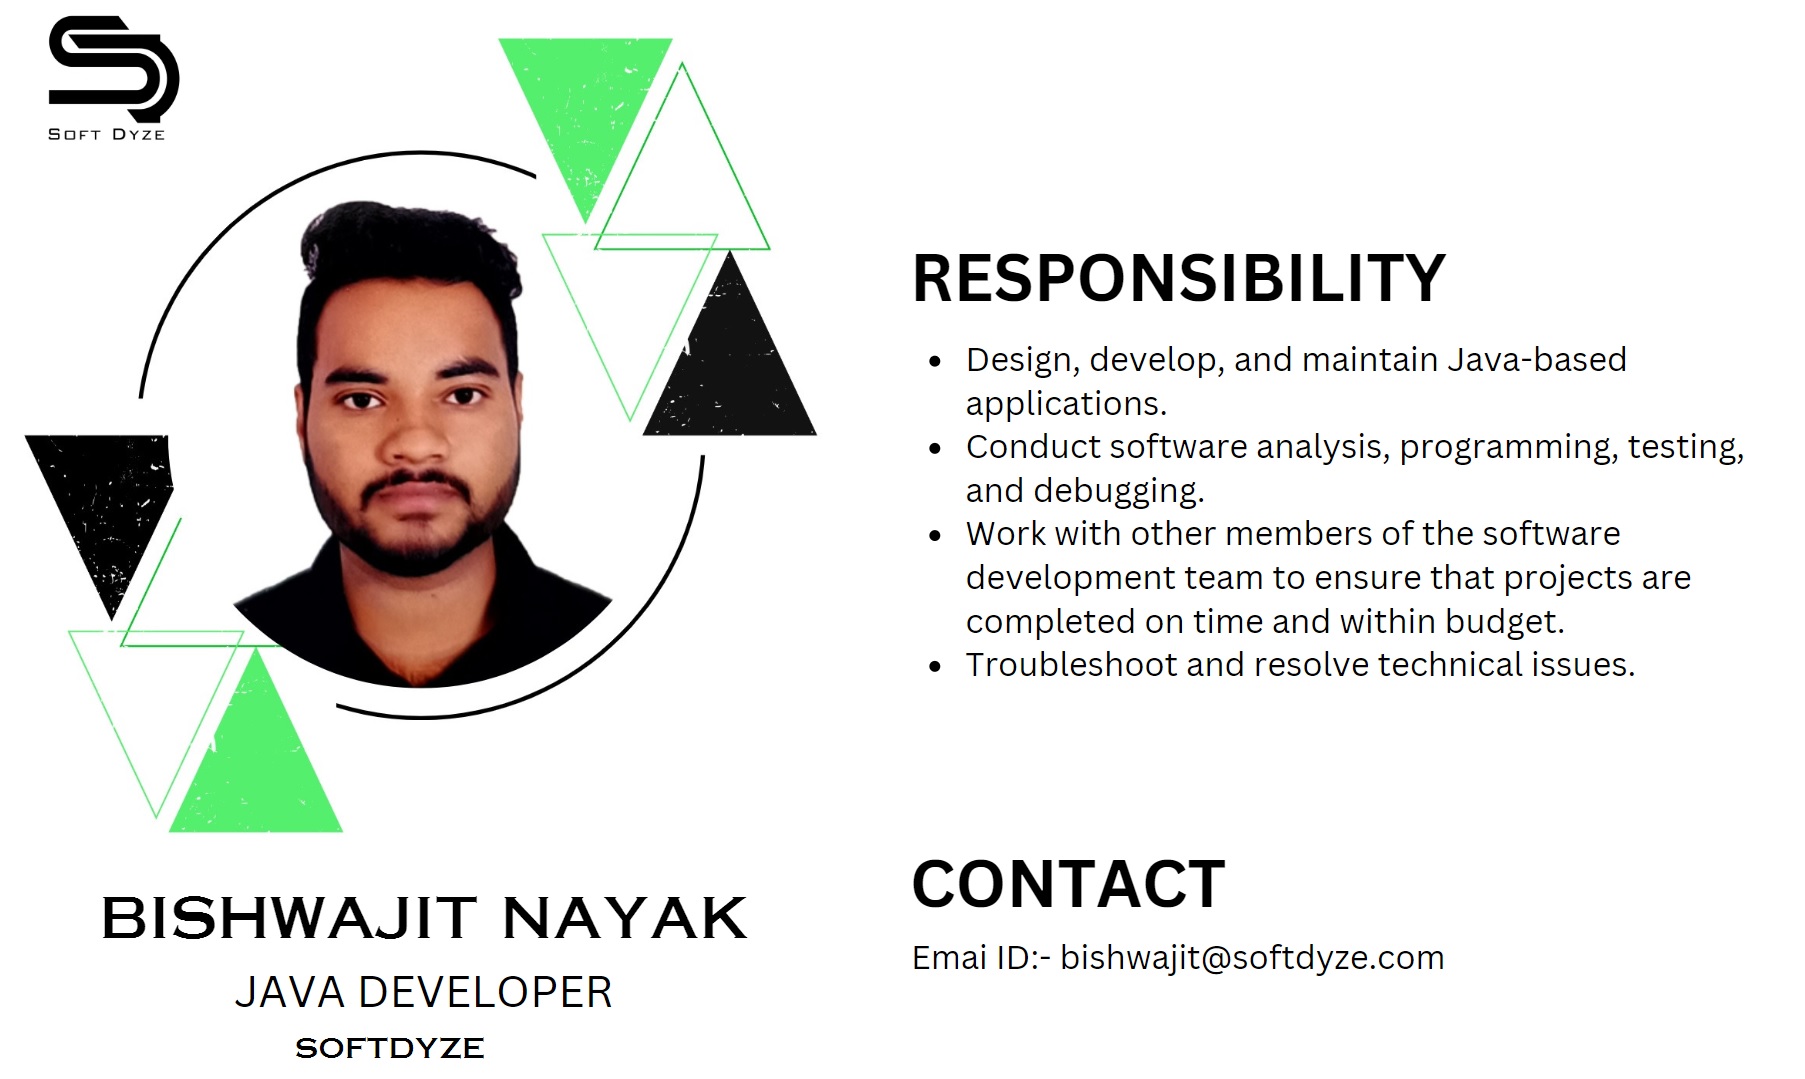 SOFT DYZE
BISHWAJIT NAYAK
JAVA DEVELOPER
SOFTDYZE
RESPONSIBILITY
• Design, develop, and maintain Java-based
applications.
• Conduct software analysis, programming, testing,
and debugging.
• Work with other members of the software
development team to ensure that projects are
completed on time and within budget.
• Troubleshoot and resolve technical issues.
CONTACT
Emai ID:- bishwajit@softdyze.com